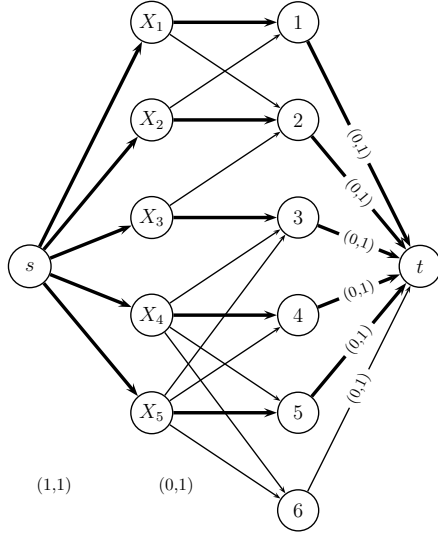 X₁ 1
X₂ 2
(0,1)
(0,1)
X₃ 3
(0,1)
s t
(0,1)
X₄ 4
(0,1)
(0,1)
X₅ 5
(1,1) (0,1)
6